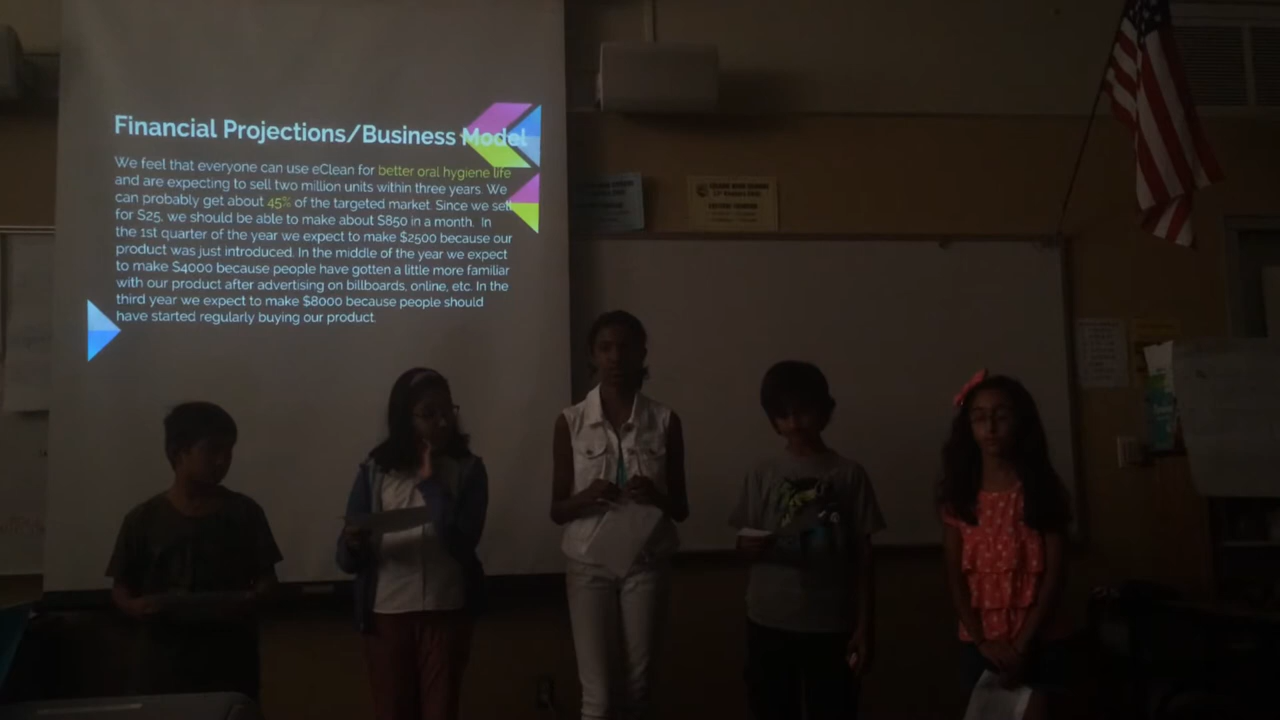 Financial Projections/Business Model
We feel that everyone can use eClean for better oral hygiene life
and are expecting to sell two million units within three years. We
can probably get about 45% of the targeted market. Since we sell
for $25, we should be able to make about $850 in a month. In
the 1st quarter of the year we expect to make $2500 because our
product was just introduced. In the middle of the year we expect
to make $4000 because people have gotten a little more familiar
with our product after advertising on billboards, online, etc. In the
third year we expect to make $8000 because people should
have started regularly buying our product.